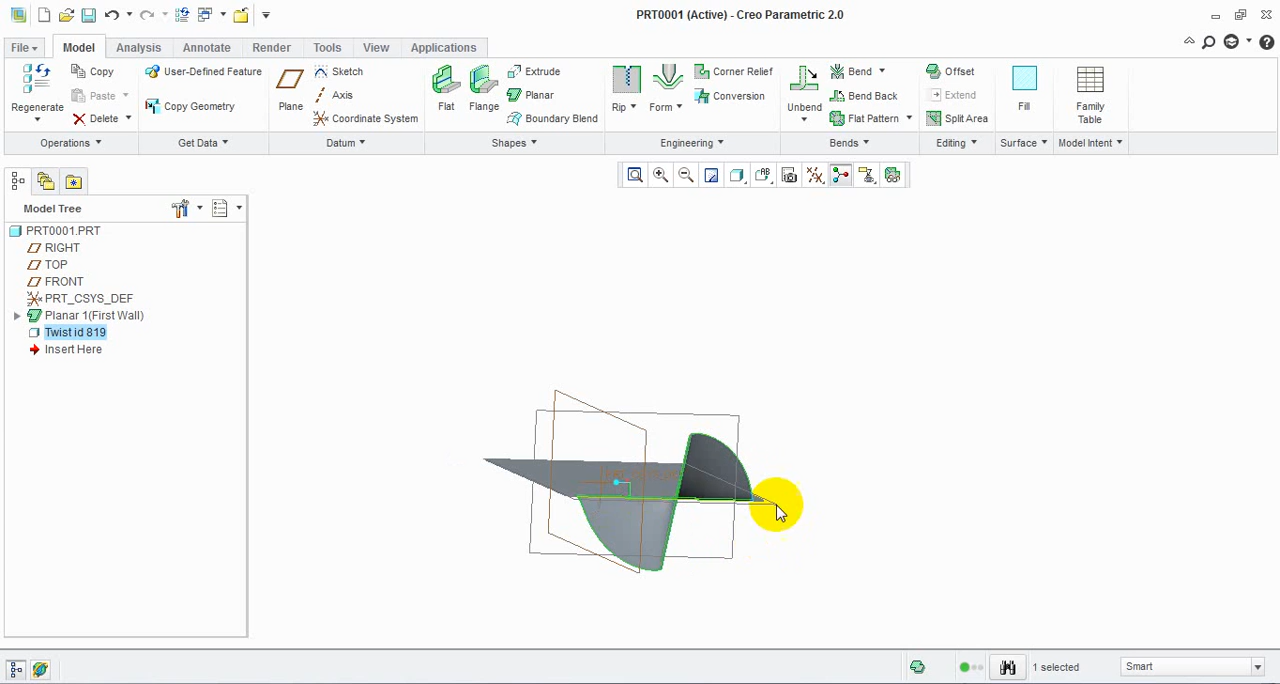 PRT0001 (Active) - Creo Parametric 2.0
File Model Analysis Annotate Render Tools View Applications
Regenerate
Copy
Paste
Delete
User-Defined Feature
Copy Geometry
Plane
Sketch
Axis
Coordinate System
Flat
Flange
Extrude
Planar
Boundary Blend
Rip
Form
Corner Relief
Conversion
Unbend
Bend
Bend Back
Flat Pattern
Offset
Extend
Split Area
Fill
Family
Table
Operations Get Data Datum Shapes Engineering Bends Editing Surface Model Intent
Model Tree
PRT0001.PRT
RIGHT
TOP
FRONT
PRT_CSYS_DEF
Planar 1(First Wall)
Twist id 819
Insert Here
1 selected
Smart